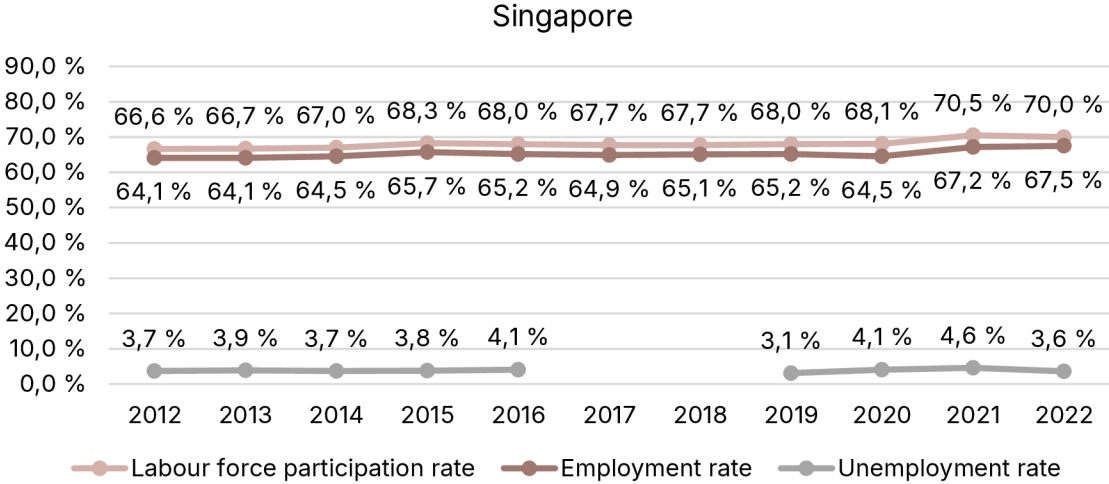 Singapore
90,0 %
80,0 %
70,0 %
60,0 %
50,0 %
40,0 %
30,0 %
20,0 %
10,0 %
0,0 %
66,6 % 66,7 % 67,0 % 68,3 % 68,0 % 67,7 % 67,7 % 68,0 % 68,1 % 70,5 % 70,0 %
64,1 % 64,1 % 64,5 % 65,7 % 65,2 % 64,9 % 65,1 % 65,2 % 64,5 % 67,2 % 67,5 %
3,7 % 3,9 % 3,7 % 3,8 % 4,1 % 3,1 % 4,1 % 4,6 % 3,6 %
2012 2013 2014 2015 2016 2017 2018 2019 2020 2021 2022
Labour force participation rate Employment rate Unemployment rate